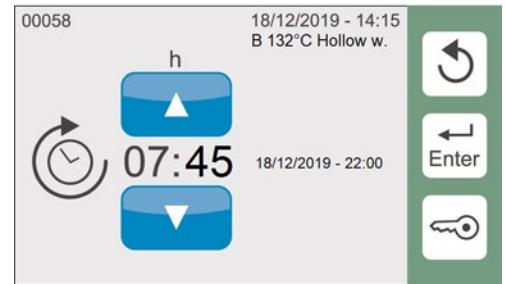 00058
18/12/2019 - 14:15
B 132°C Hollow w.
h
07:45
18/12/2019 - 22:00
Enter